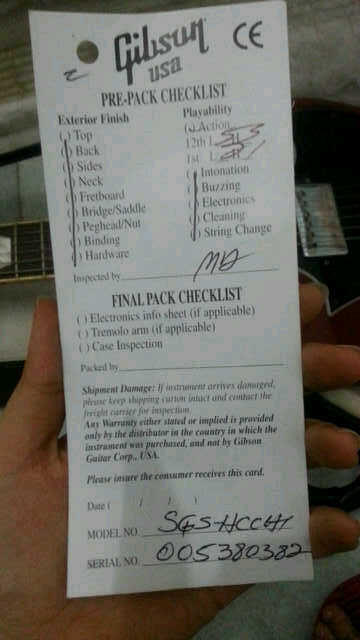 Gibson CE
usa
PRE-PACK CHECKLIST
Exterior Finish
( ) Top
( ) Back
( ) Sides
( ) Neck
( ) Fretboard
( ) Bridge/Saddle
( ) Peghead/Nut
( ) Binding
( ) Hardware
Playability
( ) Action
12th
1st
( ) Intonation
( ) Buzzing
( ) Electronics
( ) Cleaning
( ) String Change
Inspected by
FINAL PACK CHECKLIST
( ) Electronics info sheet (if applicable)
( ) Tremolo arm (if applicable)
( ) Case Inspection
Packed by
Shipment Damage: If instrument arrives damaged,
please keep shipping carton intact and contact the
freight carrier for inspection.
Any Warranty either stated or implied is provided
only by the distributor in the country in which the
instrument was purchased, and not by Gibson
Guitar Corp., USA.
Please insure the consumer receives this card.
Date ( / / )
MODEL NO.
SERIAL NO. 005380382